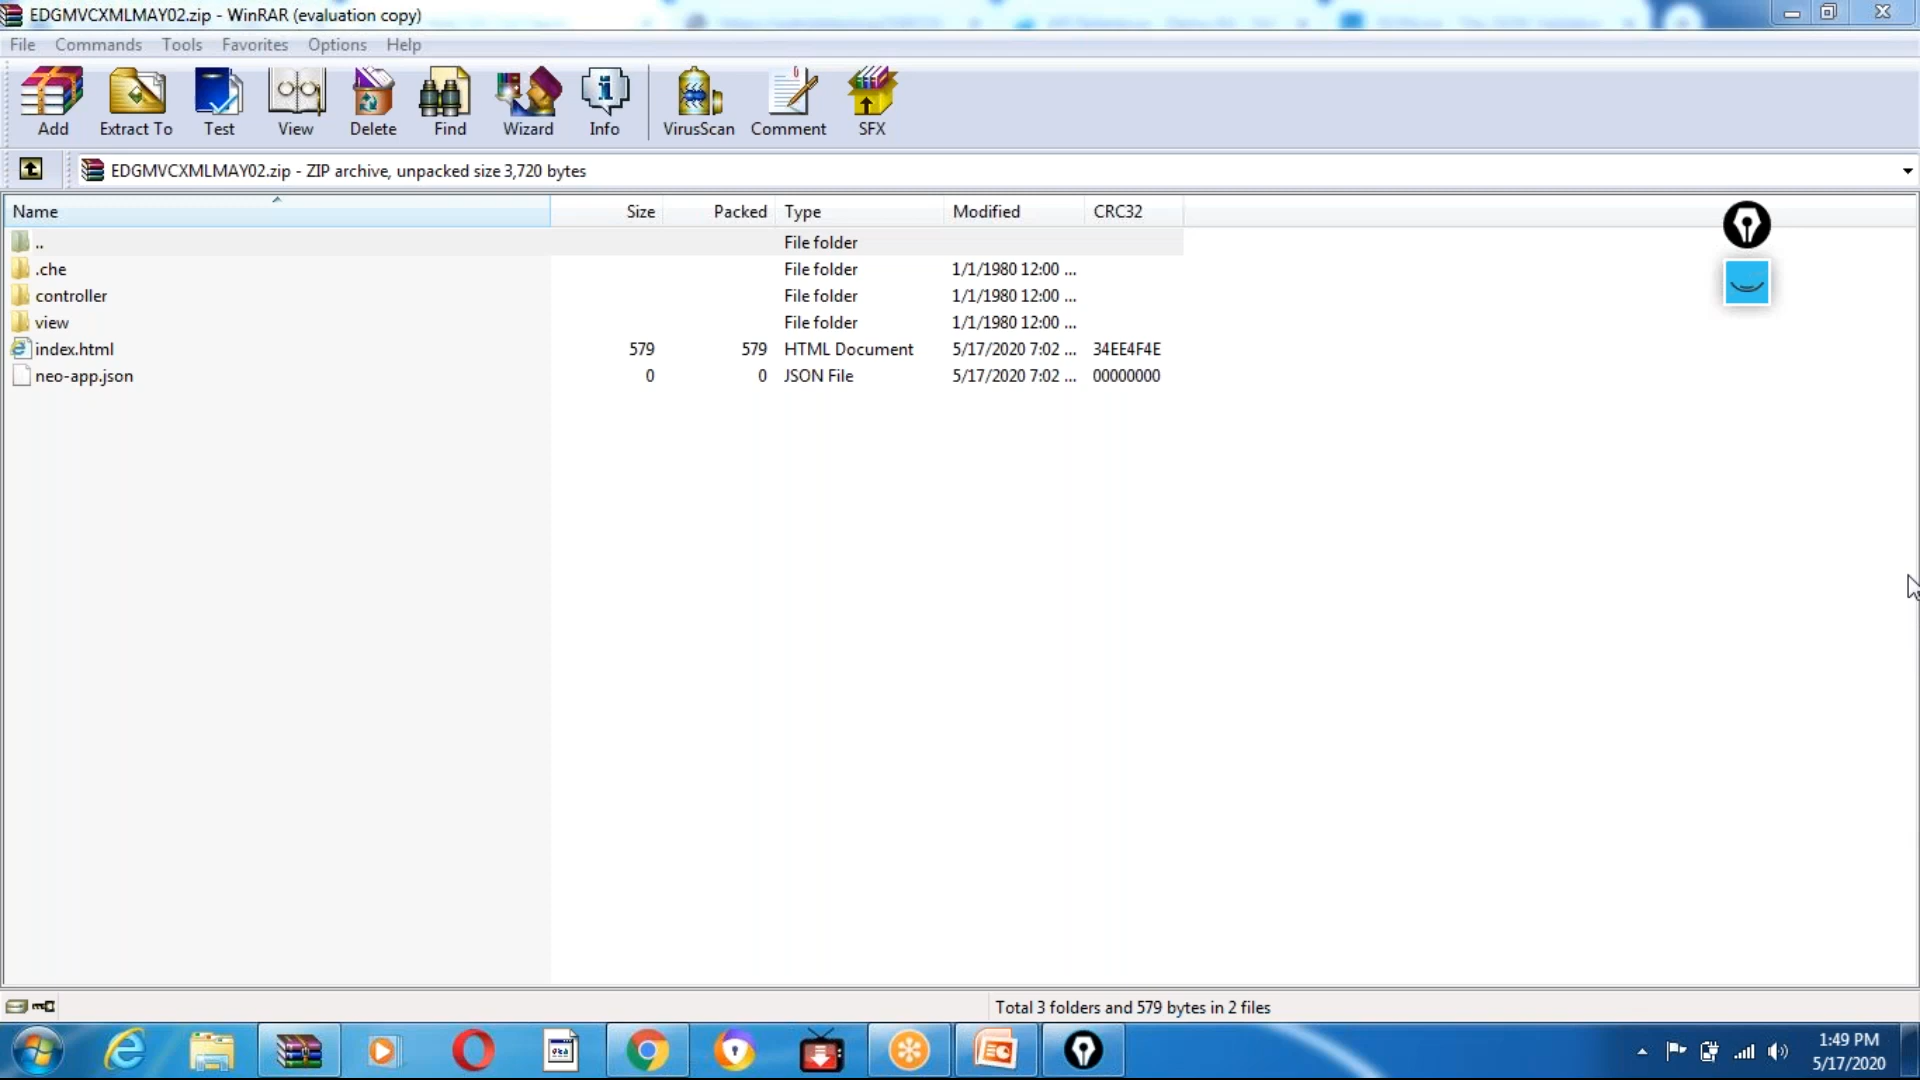 EDGMVCXMLMAY02.zip - WinRAR (evaluation copy)
File Commands Tools Favorites Options Help
Add Extract To Test View Delete Find Wizard Info VirusScan Comment SFX
EDGMVCXMLMAY02.zip - ZIP archive, unpacked size 3,720 bytes
Name Size Packed Type Modified CRC32
.. File folder
.che File folder 1/1/1980 12:00 ...
controller File folder 1/1/1980 12:00 ...
view File folder 1/1/1980 12:00 ...
index.html 579 579 HTML Document 5/17/2020 7:02 ... 34EE4F4E
neo-app.json 0 0 JSON File 5/17/2020 7:02 ... 00000000
Total 3 folders and 579 bytes in 2 files
1:49 PM
5/17/2020